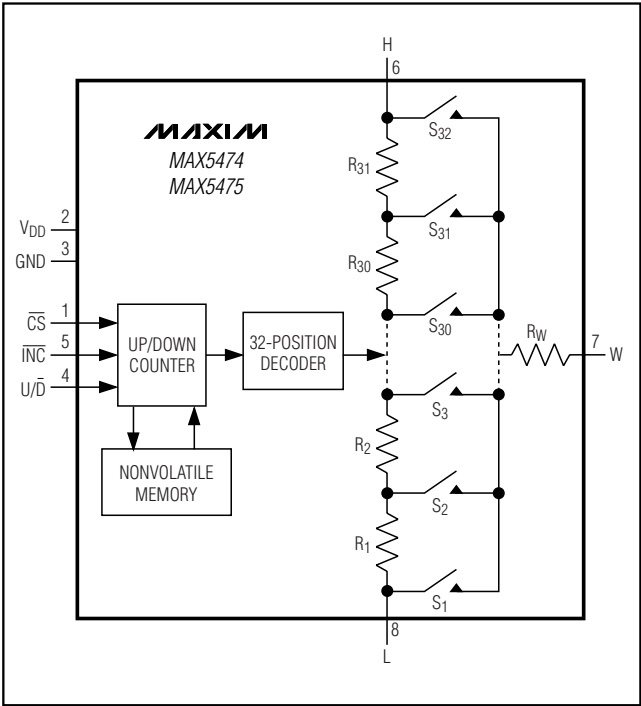 H
6
MAXIM
MAX5474
MAX5475
S32
R31
S31
R30
S30
VDD 2
GND 3
CS 1
INC 5
U/D 4
UP/DOWN
COUNTER
32-POSITION
DECODER
RW
7 W
S3
R2
S2
NONVOLATILE
MEMORY
R1
S1
8
L